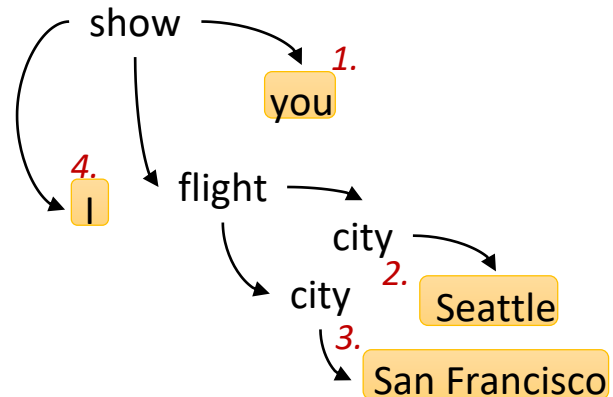 show
1.
you
4.
I
flight
city
2.
Seattle
city
3.
San Francisco